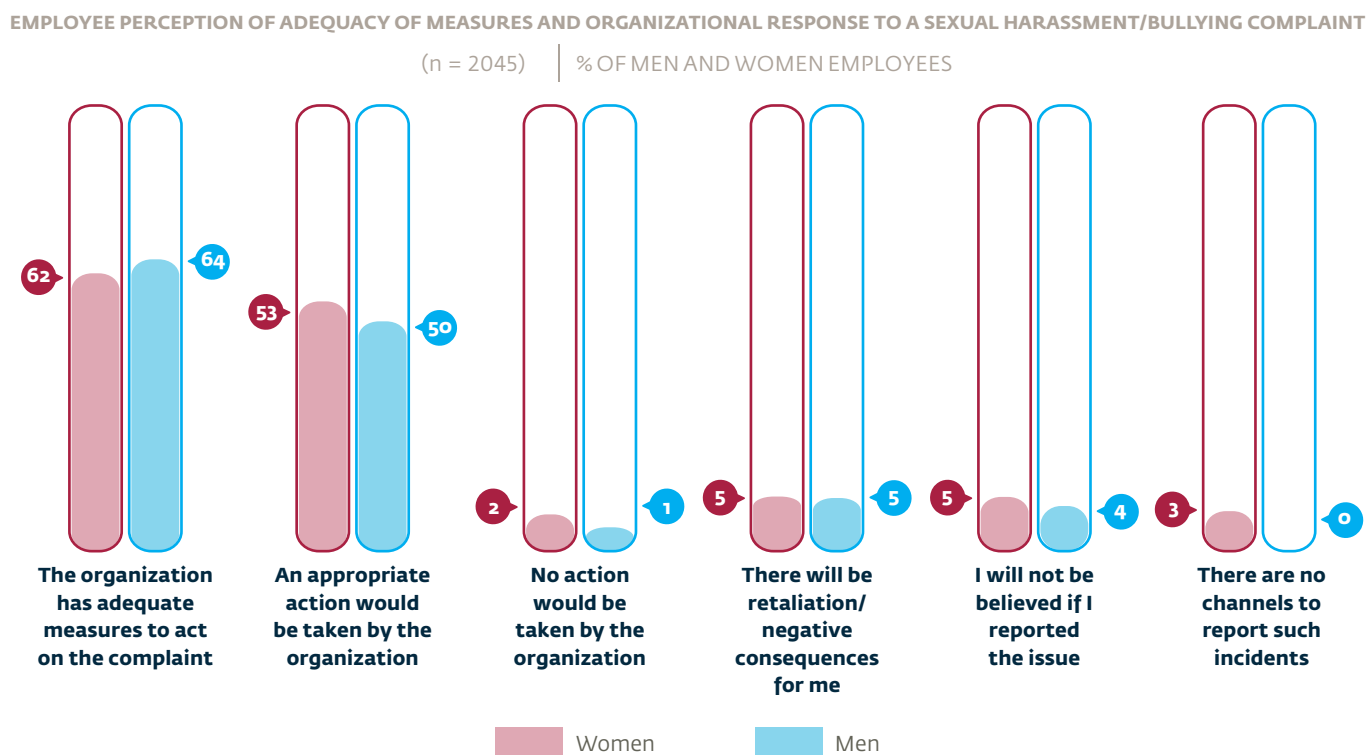 EMPLOYEE PERCEPTION OF ADEQUACY OF MEASURES AND ORGANIZATIONAL RESPONSE TO A SEXUAL HARASSMENT/BULLYING COMPLAINT
(n = 2045) % OF MEN AND WOMEN EMPLOYEES
62
64
53
50
2
1
5
5
5
4
3
0
The organization
has adequate
measures to act
on the complaint
An appropriate
action would
be taken by the
organization
No action
would be
taken by the
organization
There will be
retaliation/
negative
consequences
for me
I will not be
believed if I
reported
the issue
There are no
channels to
report such
incidents
Women
Men